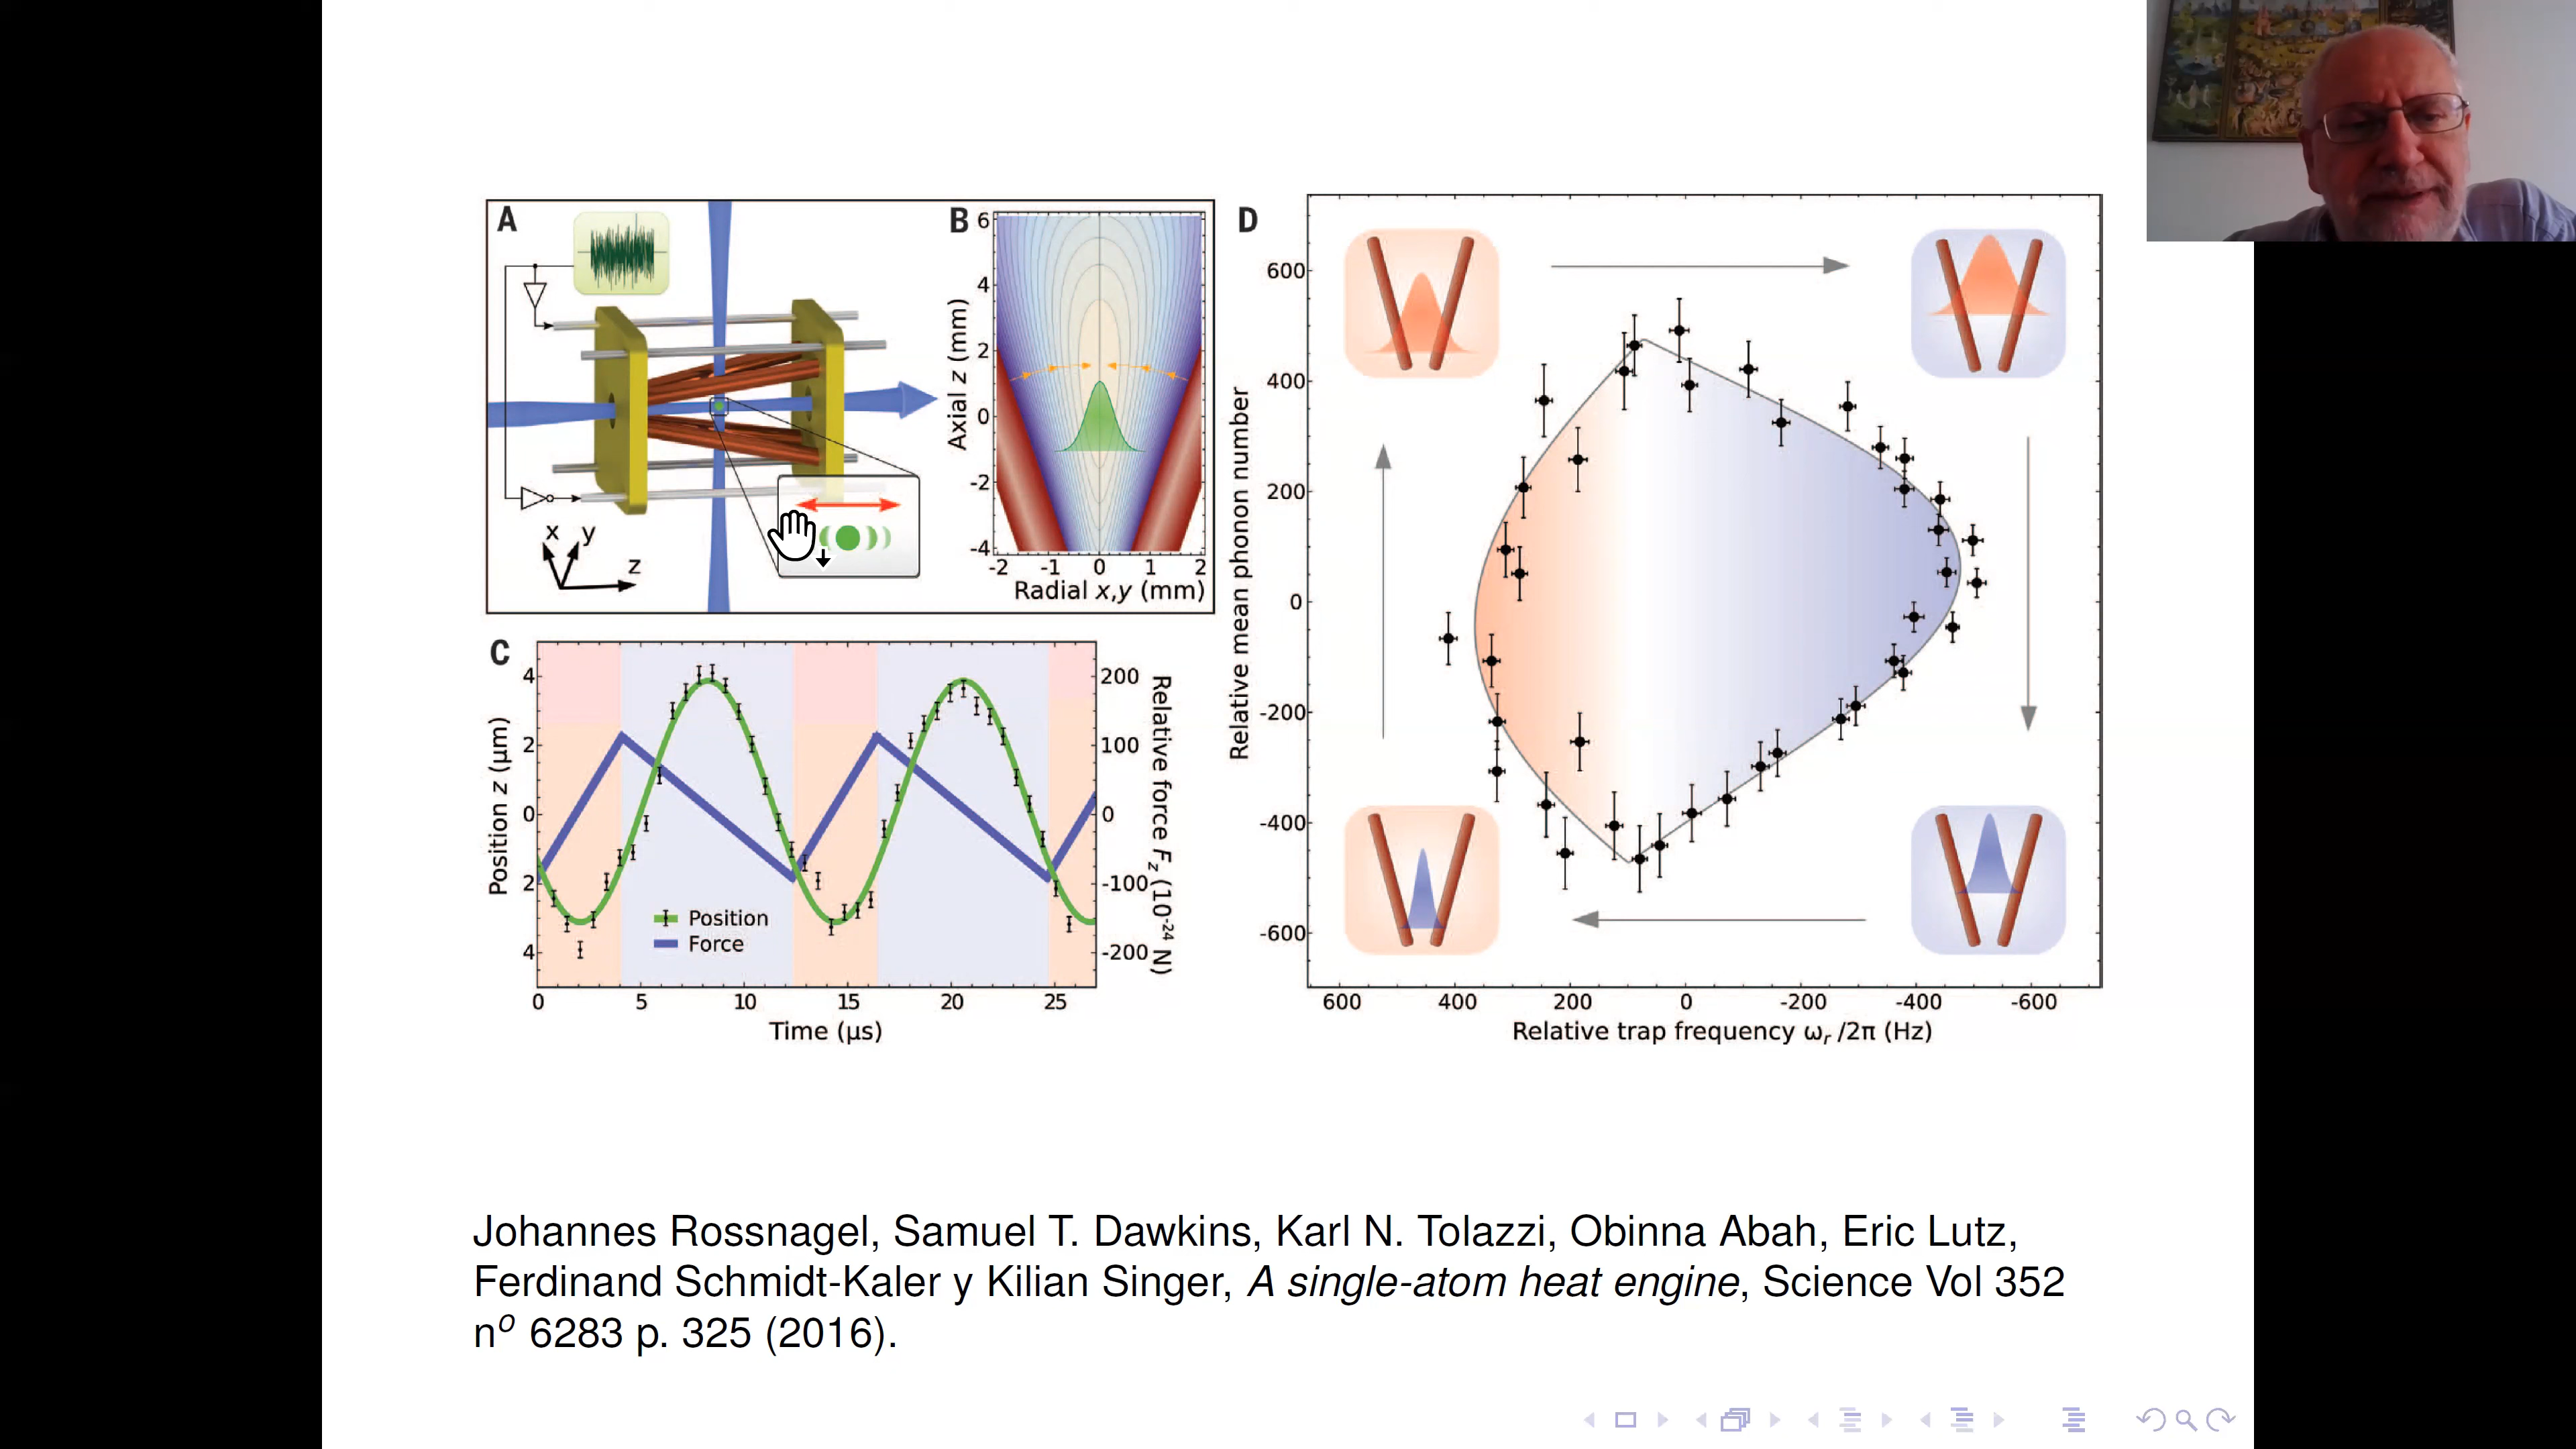 A
x
y
z
B
6
4
2
0
-2
-4
Axial z (mm)
-2 -1 0 1 2
Radial x,y (mm)
C
4
2
0
2
4
Position z (μm)
200
100
0
-100
-200
Relative force Fz (10-24 N)
Position
Force
0 5 10 15 20 25
Time (μs)
D
600
400
200
0
-200
-400
-600
Relative mean phonon number
600 400 200 0 -200 -400 -600
Relative trap frequency ωr /2π (Hz)
Johannes Rossnagel, Samuel T. Dawkins, Karl N. Tolazzi, Obinna Abah, Eric Lutz,
Ferdinand Schmidt-Kaler y Kilian Singer, A single-atom heat engine, Science Vol 352
nº 6283 p. 325 (2016).